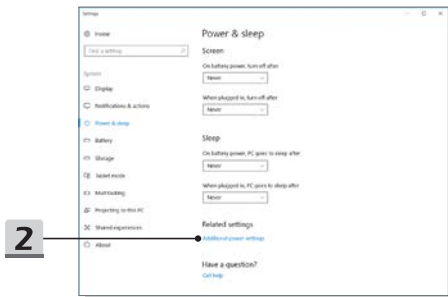 Settings
Home
Power & sleep
Find a setting
Screen
System
On battery power, turn off after
Never
Display
Notifications & actions
When plugged in, turn off after
Never
Power & sleep
Battery
Sleep
Storage
On battery power, PC goes to sleep after
Never
Tablet mode
Multitasking
When plugged in, PC goes to sleep after
Never
Projecting to this PC
Shared experiences
Related settings
2
Additional power settings
About
Have a question?
Get help